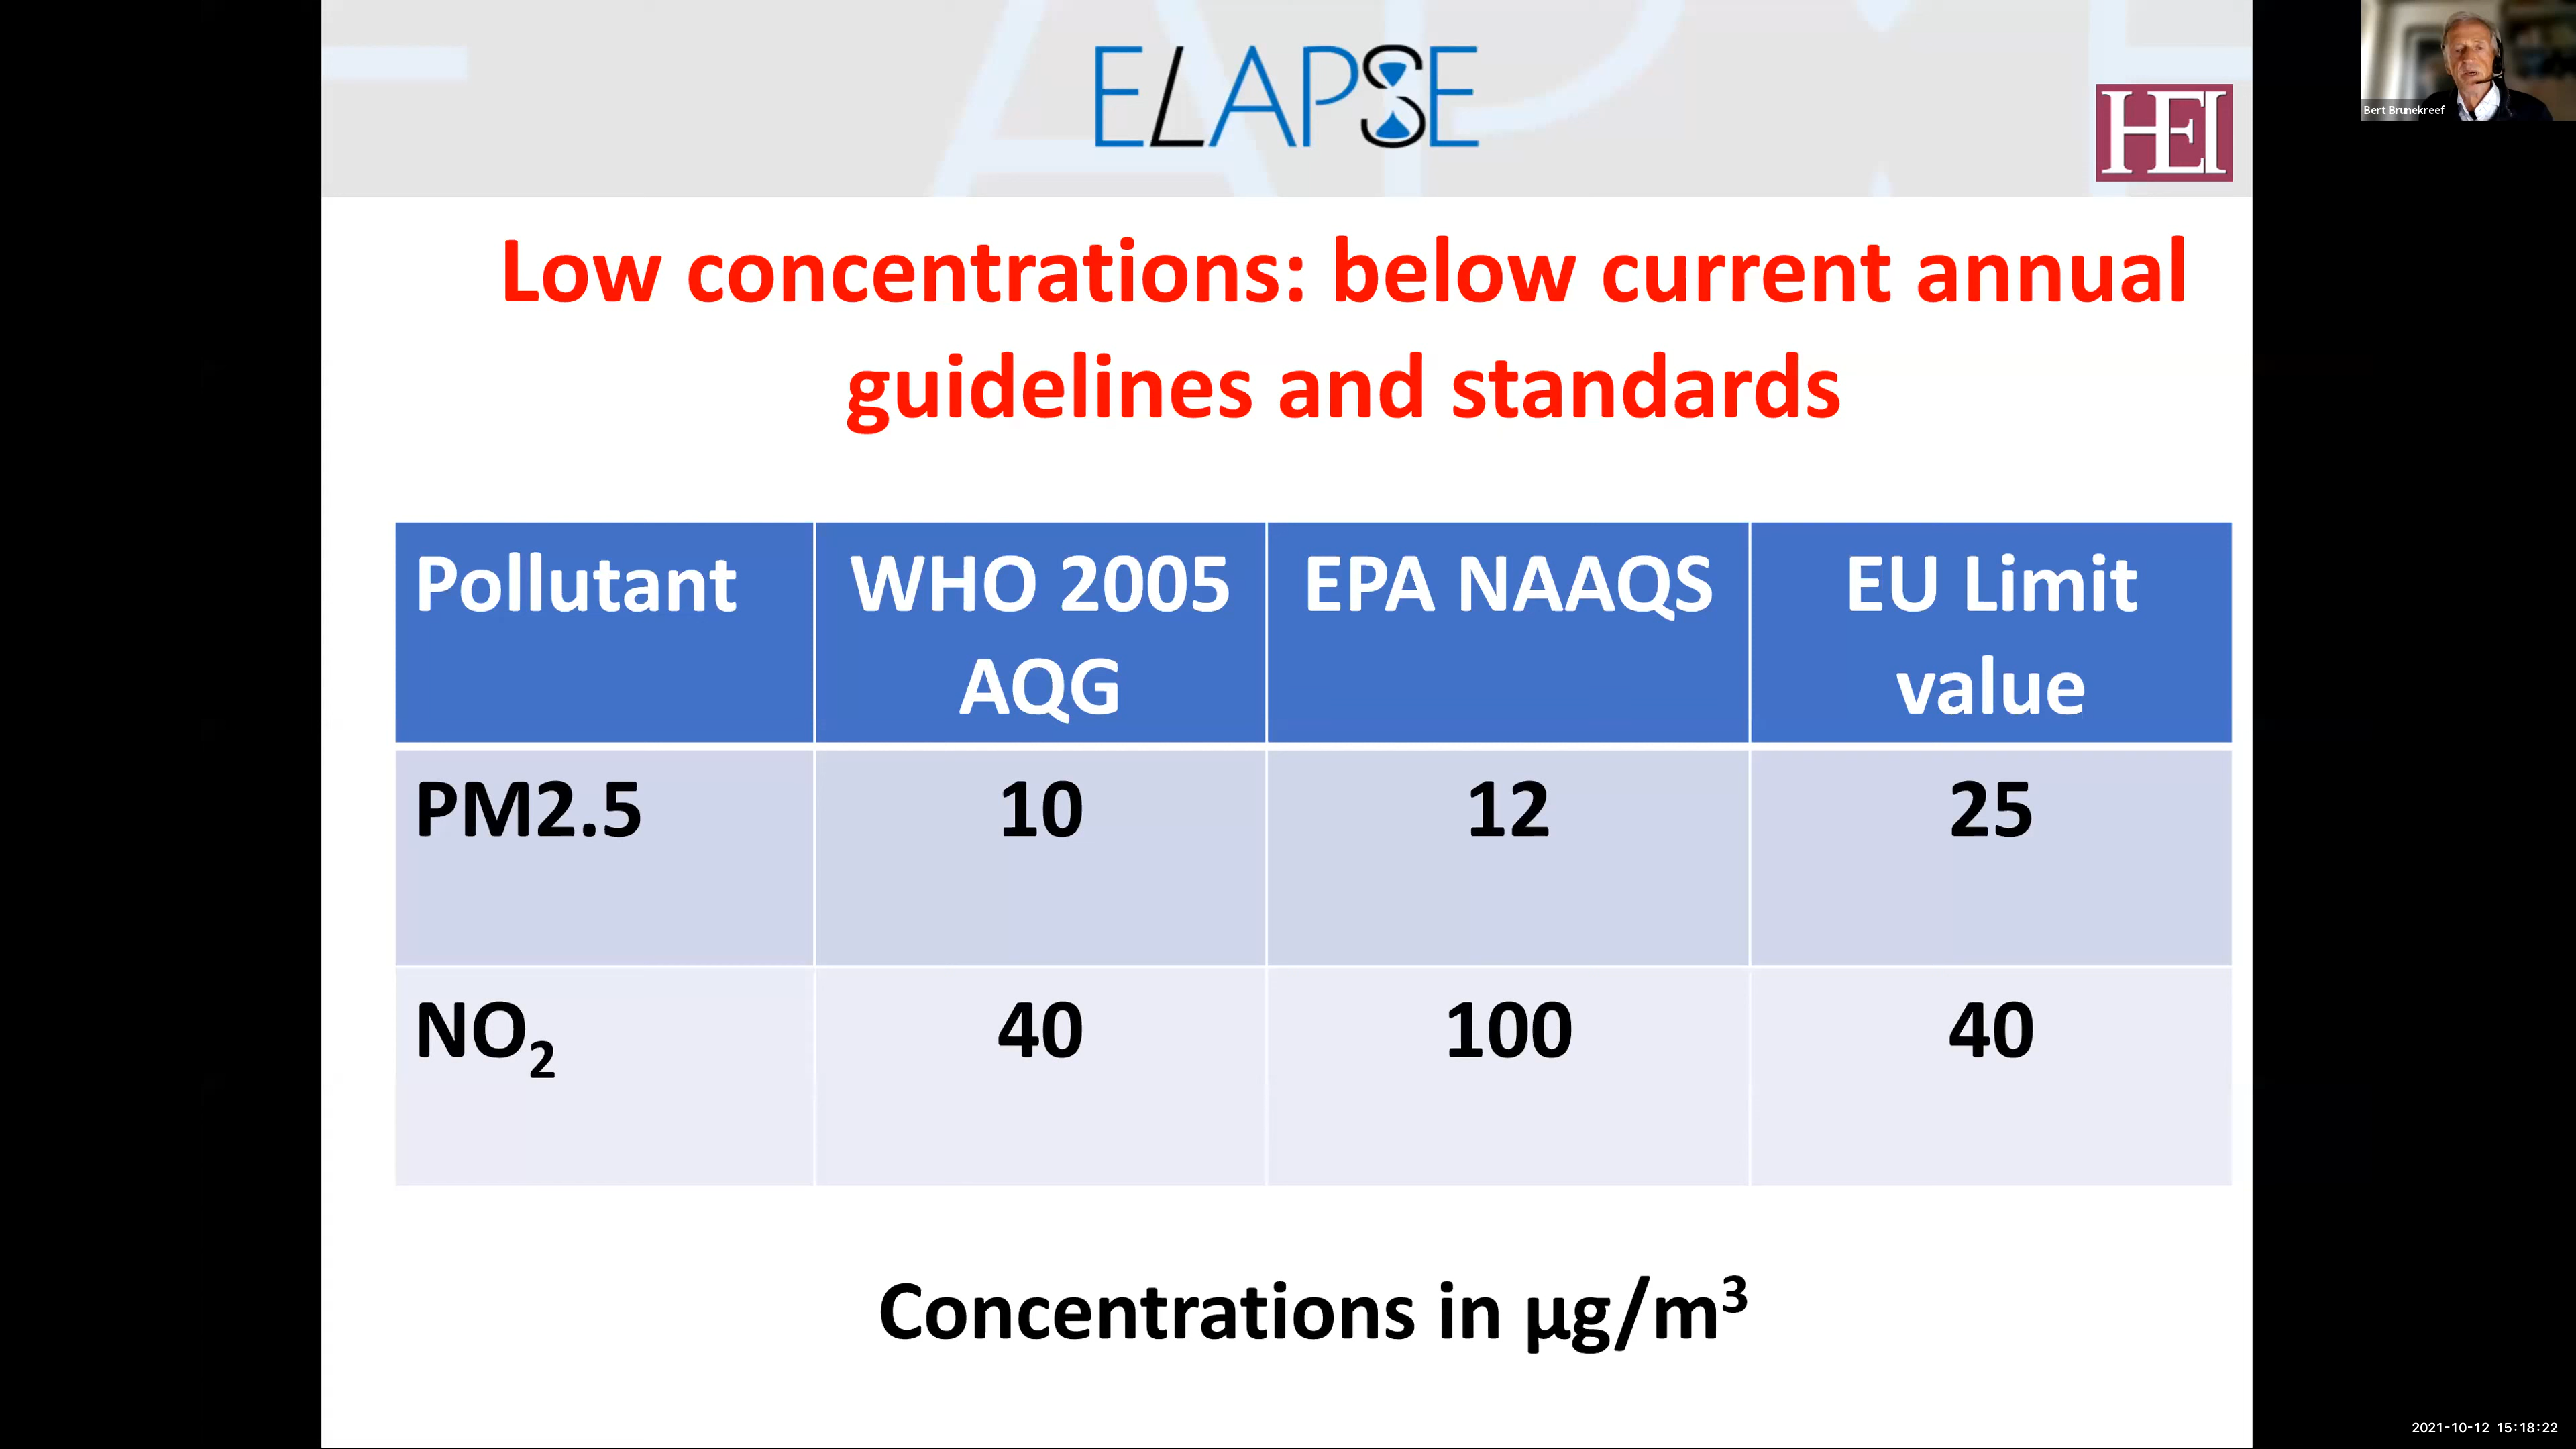 ELAPSE
HEI
Bert Brunekreef
Low concentrations: below current annual
guidelines and standards
Pollutant WHO 2005 AQG EPA NAAQS EU Limit value
PM2.5 10 12 25
NO₂ 40 100 40
Concentrations in µg/m³
2021-10-12 15:18:22